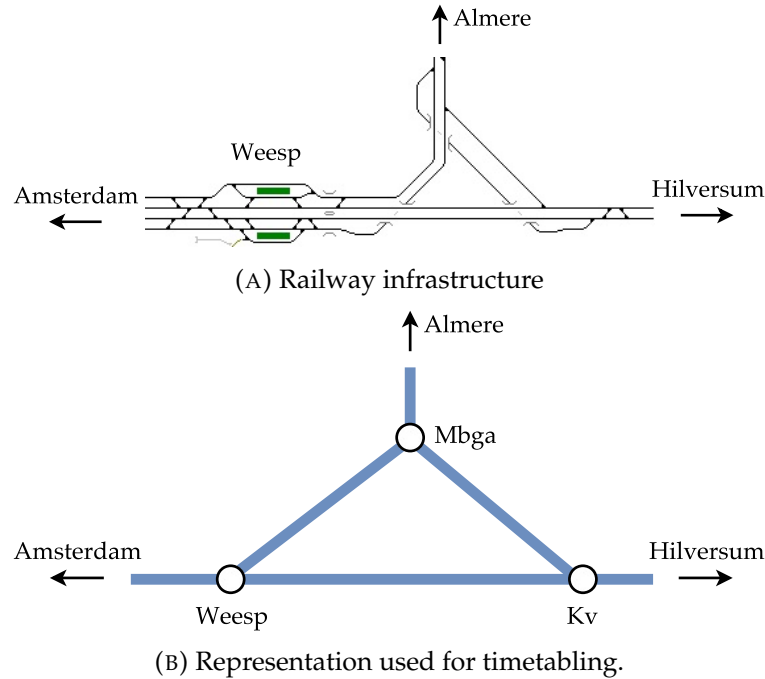 Almere
Weesp
Amsterdam
Hilversum
(A) Railway infrastructure
Almere
Mbga
Amsterdam
Hilversum
Weesp
Kv
(B) Representation used for timetabling.